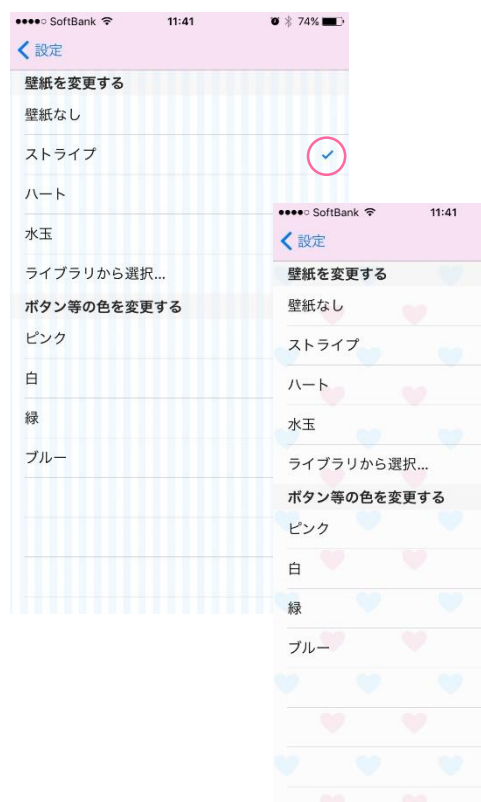 SoftBank 11:41 74%
設定
壁紙を変更する
壁紙なし
ストライプ
ハート
水玉
ライブラリから選択...
ボタン等の色を変更する
ピンク
白
緑
ブルー
SoftBank 11:41
設定
壁紙を変更する
壁紙なし
ストライプ
ハート
水玉
ライブラリから選択...
ボタン等の色を変更する
ピンク
白
緑
ブルー